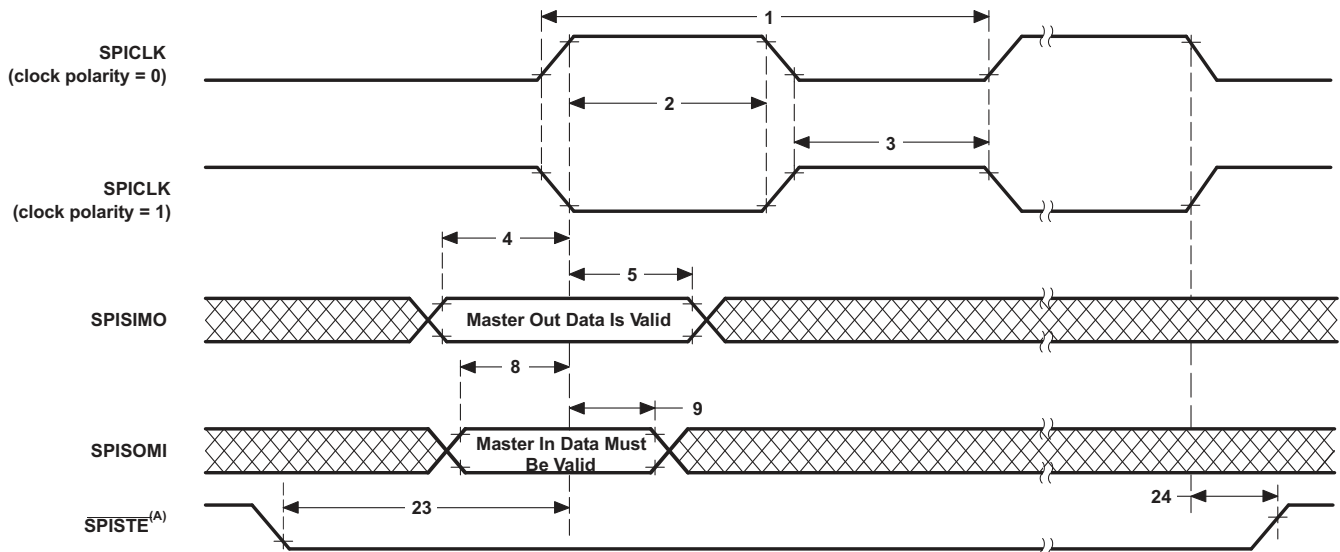 1
SPICLK
(clock polarity = 0)
2
3
SPICLK
(clock polarity = 1)
4
5
SPISIMO
Master Out Data Is Valid
8
9
SPISOMI
Master In Data Must
Be Valid
23
24
SPISTE(A)